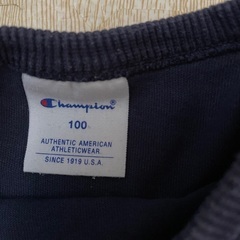 Champion
100
AUTHENTIC AMERICAN
ATHLETICWEAR.
SINCE 1919 U.S.A.